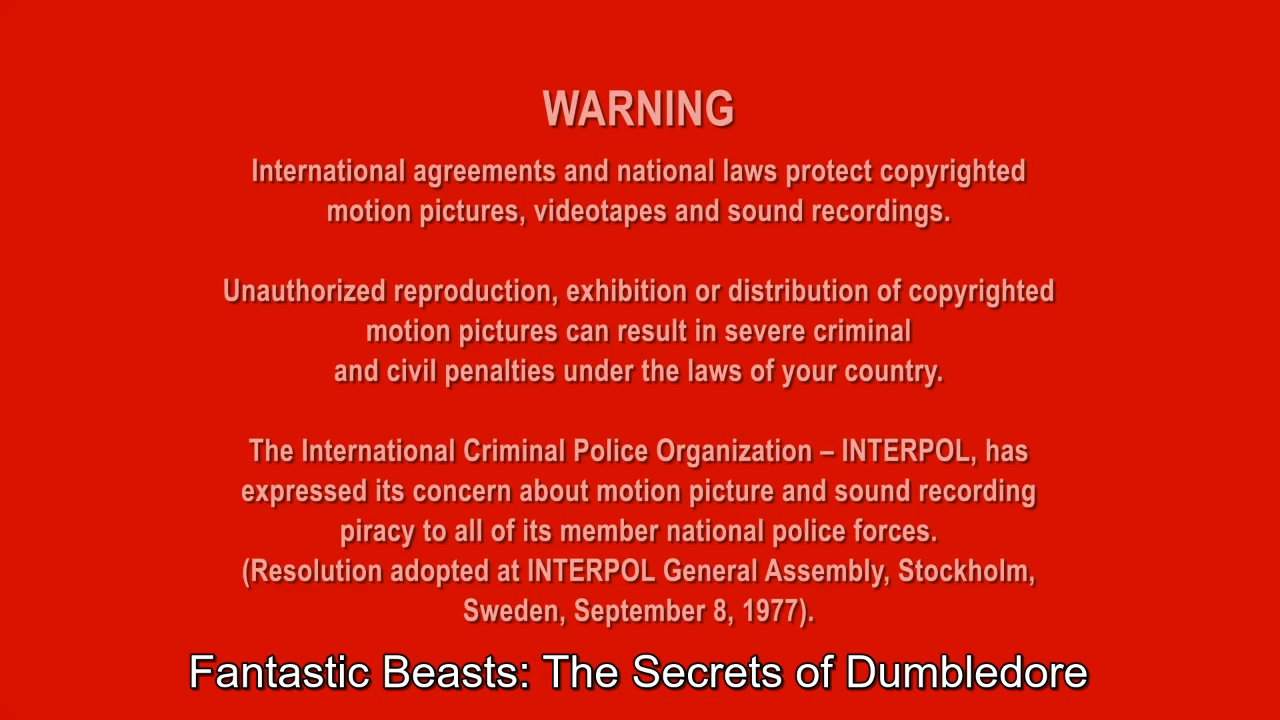 WARNING
International agreements and national laws protect copyrighted
motion pictures, videotapes and sound recordings.
Unauthorized reproduction, exhibition or distribution of copyrighted
motion pictures can result in severe criminal
and civil penalties under the laws of your country.
The International Criminal Police Organization – INTERPOL, has
expressed its concern about motion picture and sound recording
piracy to all of its member national police forces.
(Resolution adopted at INTERPOL General Assembly, Stockholm,
Sweden, September 8, 1977).
Fantastic Beasts: The Secrets of Dumbledore